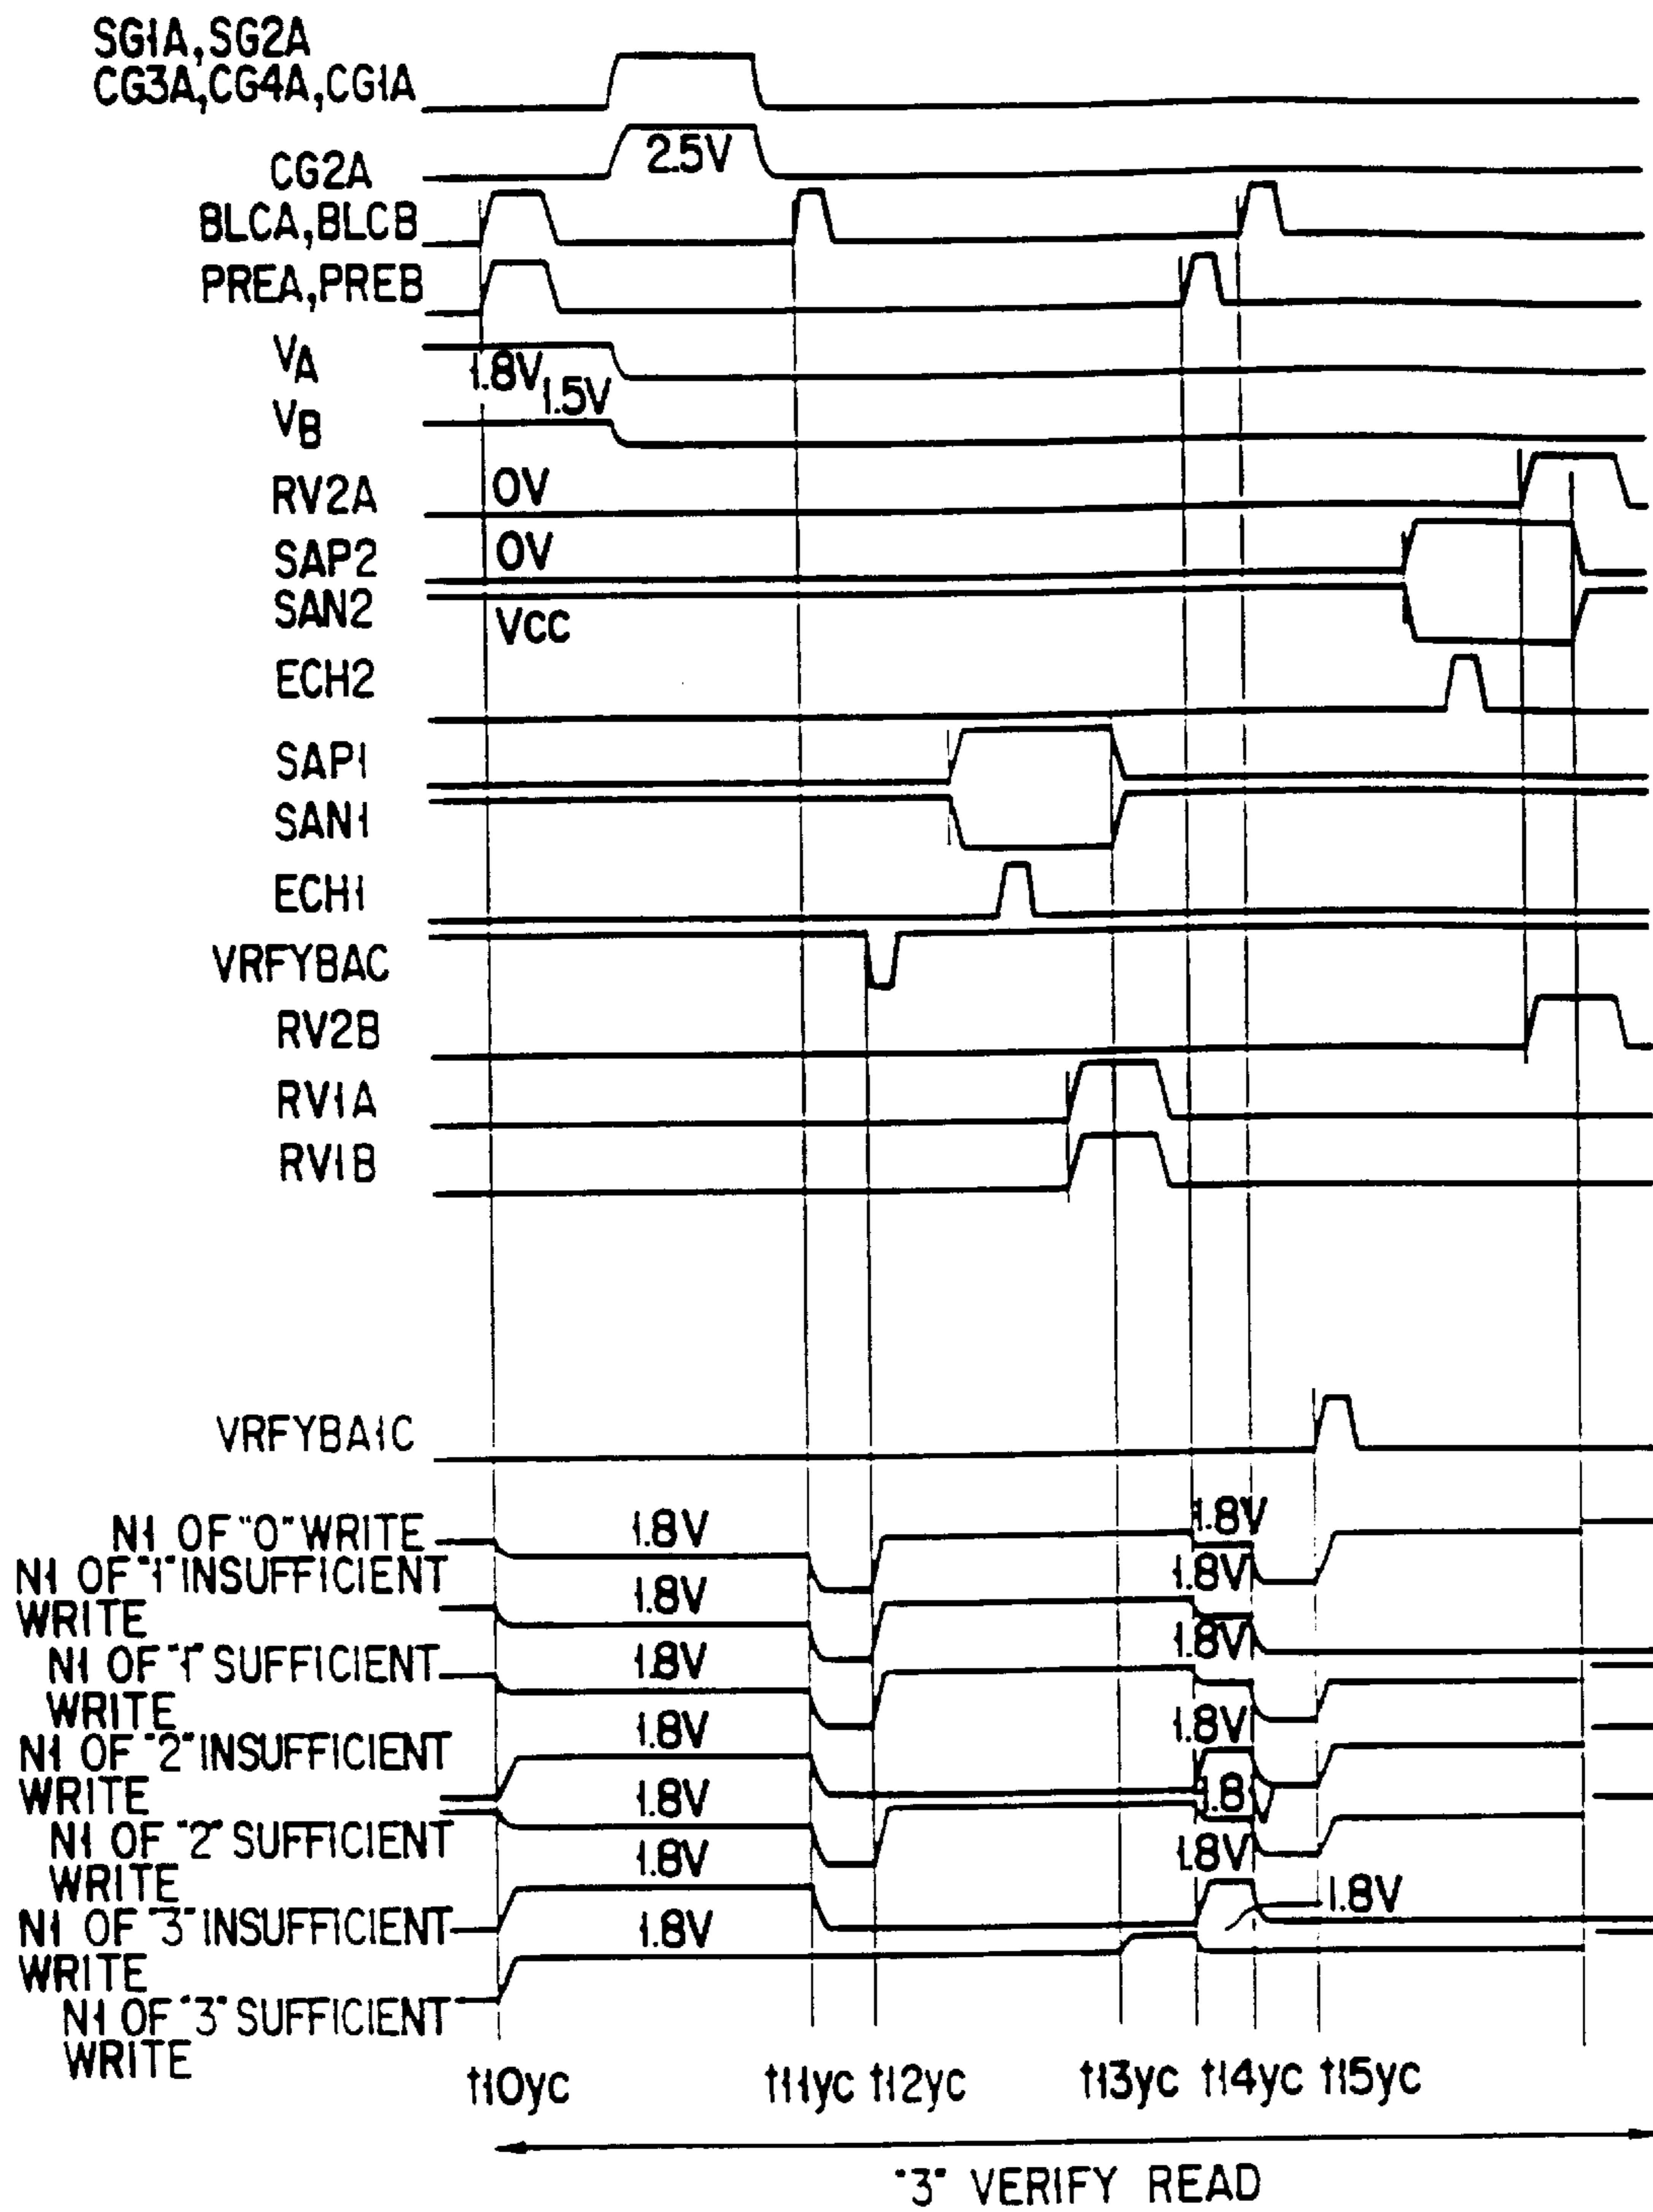 SG1A,SG2A
CG3A,CG4A,CG1A
CG2A
2.5V
BLCA,BLCB
PREA,PREB
VA
1.8V
1.5V
VB
RV2A
0V
SAP2
0V
SAN2
Vcc
ECH2
SAP1
SAN1
ECH1
VRFYBAC
RV2B
RV1A
RV1B
VRFYBA1C
N1 OF "0" WRITE
1.8V
1.8V
N1 OF "1" INSUFFICIENT
WRITE
1.8V
1.8V
N1 OF "1" SUFFICIENT
WRITE
1.8V
1.8V
N1 OF "2" INSUFFICIENT
WRITE
1.8V
1.8V
N1 OF "2" SUFFICIENT
WRITE
1.8V
1.8V
N1 OF "3" INSUFFICIENT
WRITE
1.8V
1.8V
N1 OF "3" SUFFICIENT
WRITE
1.8V
1.8V
t10yc
t11yc
t12yc
t13yc
t14yc
t15yc
"3" VERIFY READ